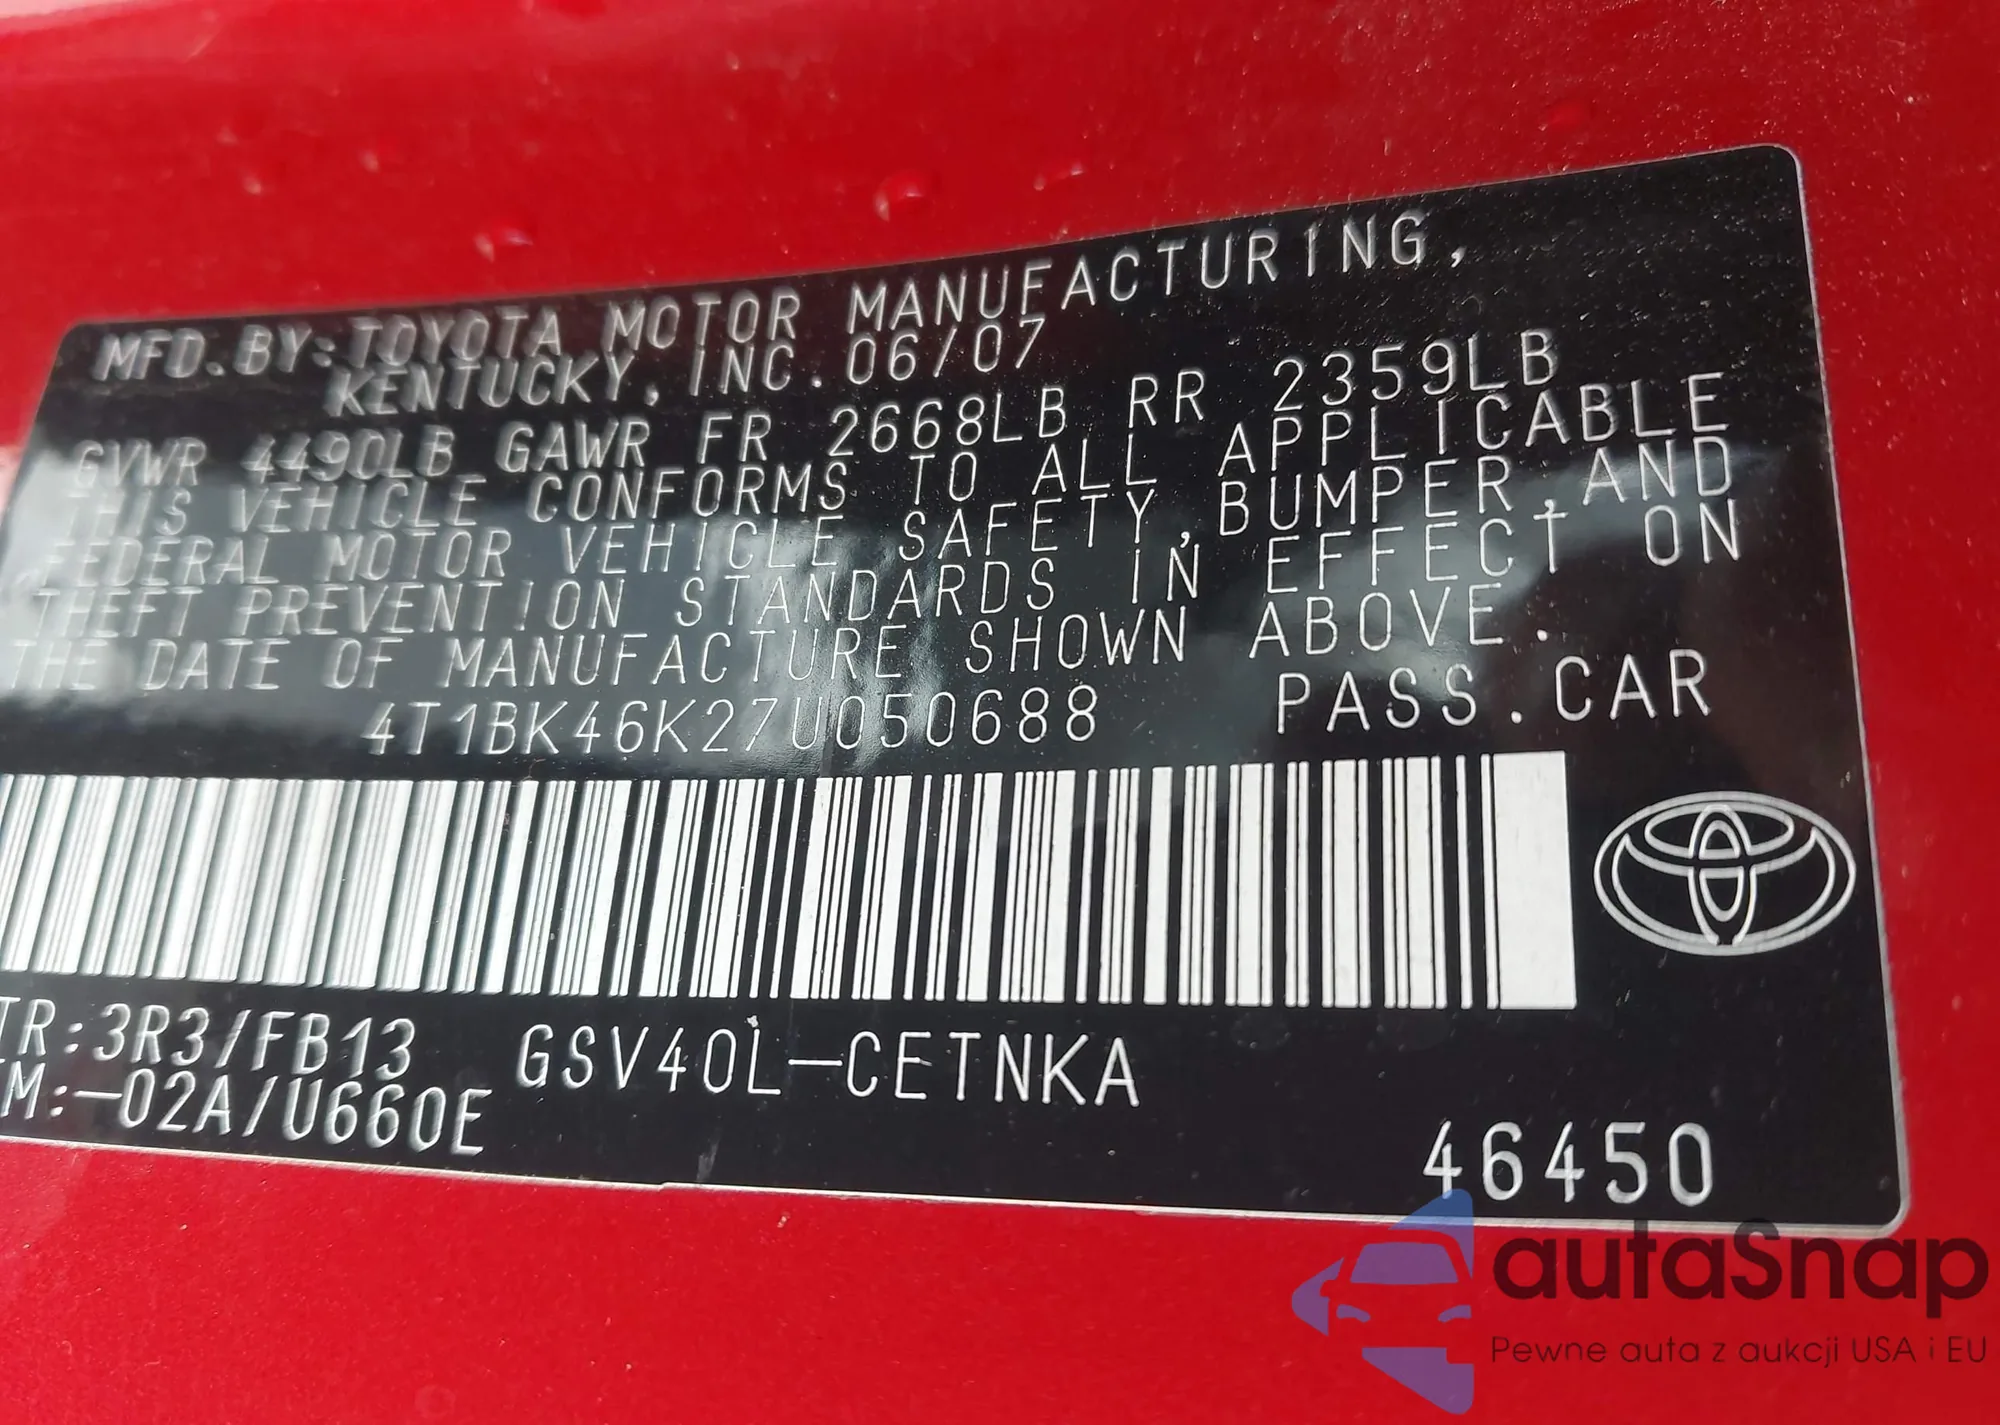 MFD.BY:TOYOTA MOTOR MANUFACTURING,
KENTUCKY, INC. 06/07
GVWR 4490LB GAWR FR 2668LB RR 2359LB
THIS VEHICLE CONFORMS TO ALL APPLICABLE
FEDERAL MOTOR VEHICLE SAFETY,BUMPER,AND
THEFT PREVENTION STANDARDS IN EFFECT ON
THE DATE OF MANUFACTURE SHOWN ABOVE.
4T1BK46K27U050688 PASS.CAR
TR:3R3/FB13 GSV40L-CETNKA
M:-02A/U660E
46450
autaSnap
Pewne auta z aukcji USA i EU